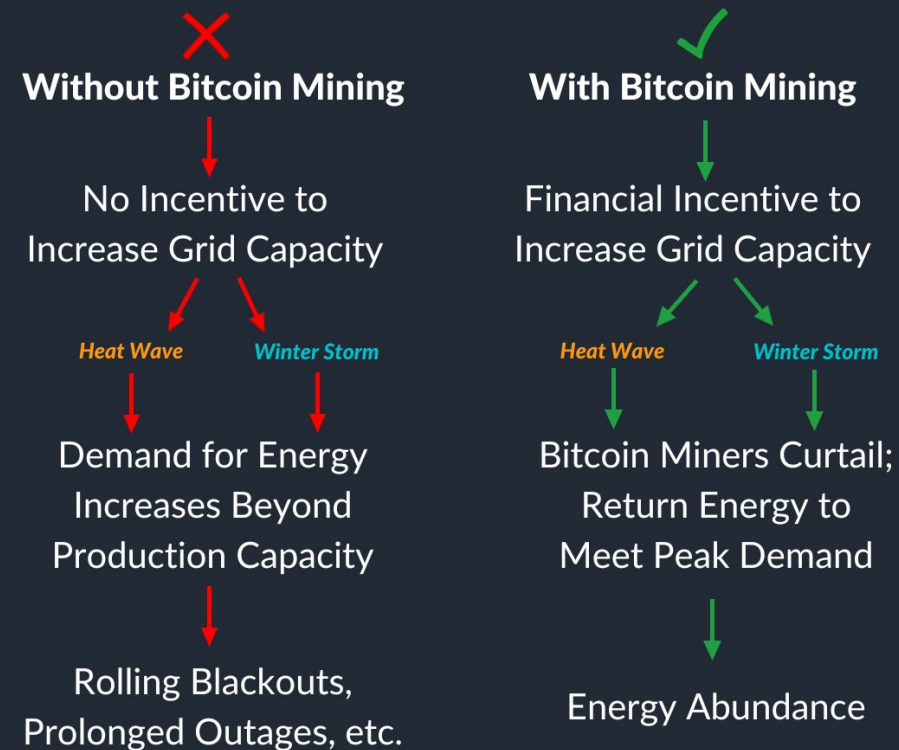 Without Bitcoin Mining
No Incentive to
Increase Grid Capacity
Heat Wave
Winter Storm
Demand for Energy
Increases Beyond
Production Capacity
Rolling Blackouts,
Prolonged Outages, etc.
With Bitcoin Mining
Financial Incentive to
Increase Grid Capacity
Heat Wave
Winter Storm
Bitcoin Miners Curtail;
Return Energy to
Meet Peak Demand
Energy Abundance